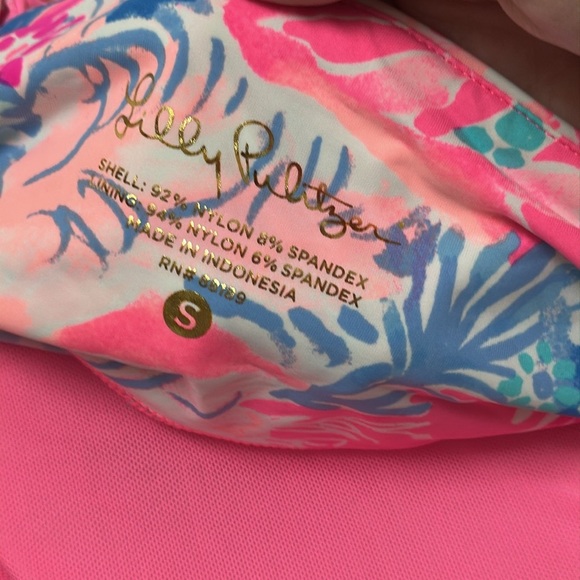 Lilly Pulitzer
SHELL: 92% NYLON 8% SPANDEX
LINING: 94% NYLON 6% SPANDEX
MADE IN INDONESIA
RN#
S